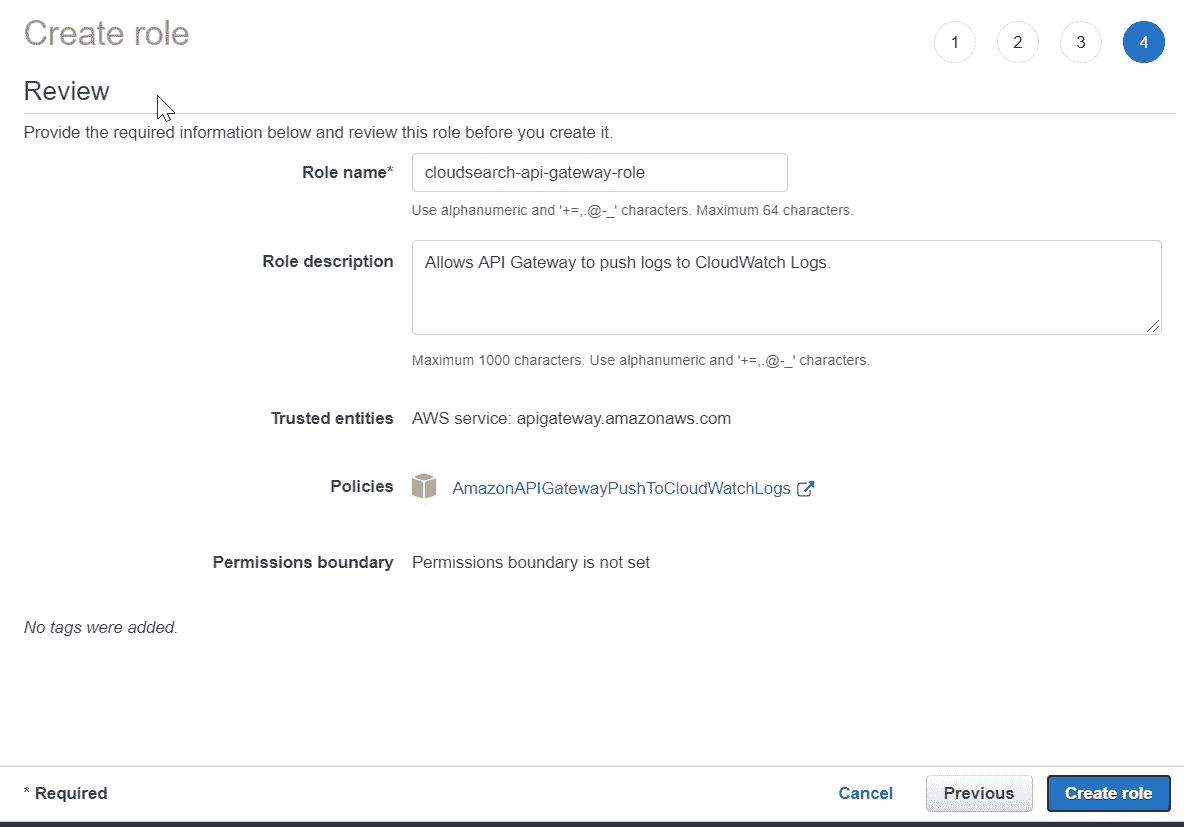 Create role
1 2 3 4
Review
Provide the required information below and review this role before you create it.
Role name* cloudsearch-api-gateway-role
Use alphanumeric and '+=,.@-_' characters. Maximum 64 characters.
Role description Allows API Gateway to push logs to CloudWatch Logs.
Maximum 1000 characters. Use alphanumeric and '+=,.@-_' characters.
Trusted entities AWS service: apigateway.amazonaws.com
Policies AmazonAPIGatewayPushToCloudWatchLogs
Permissions boundary Permissions boundary is not set
No tags were added.
* Required Cancel Previous Create role